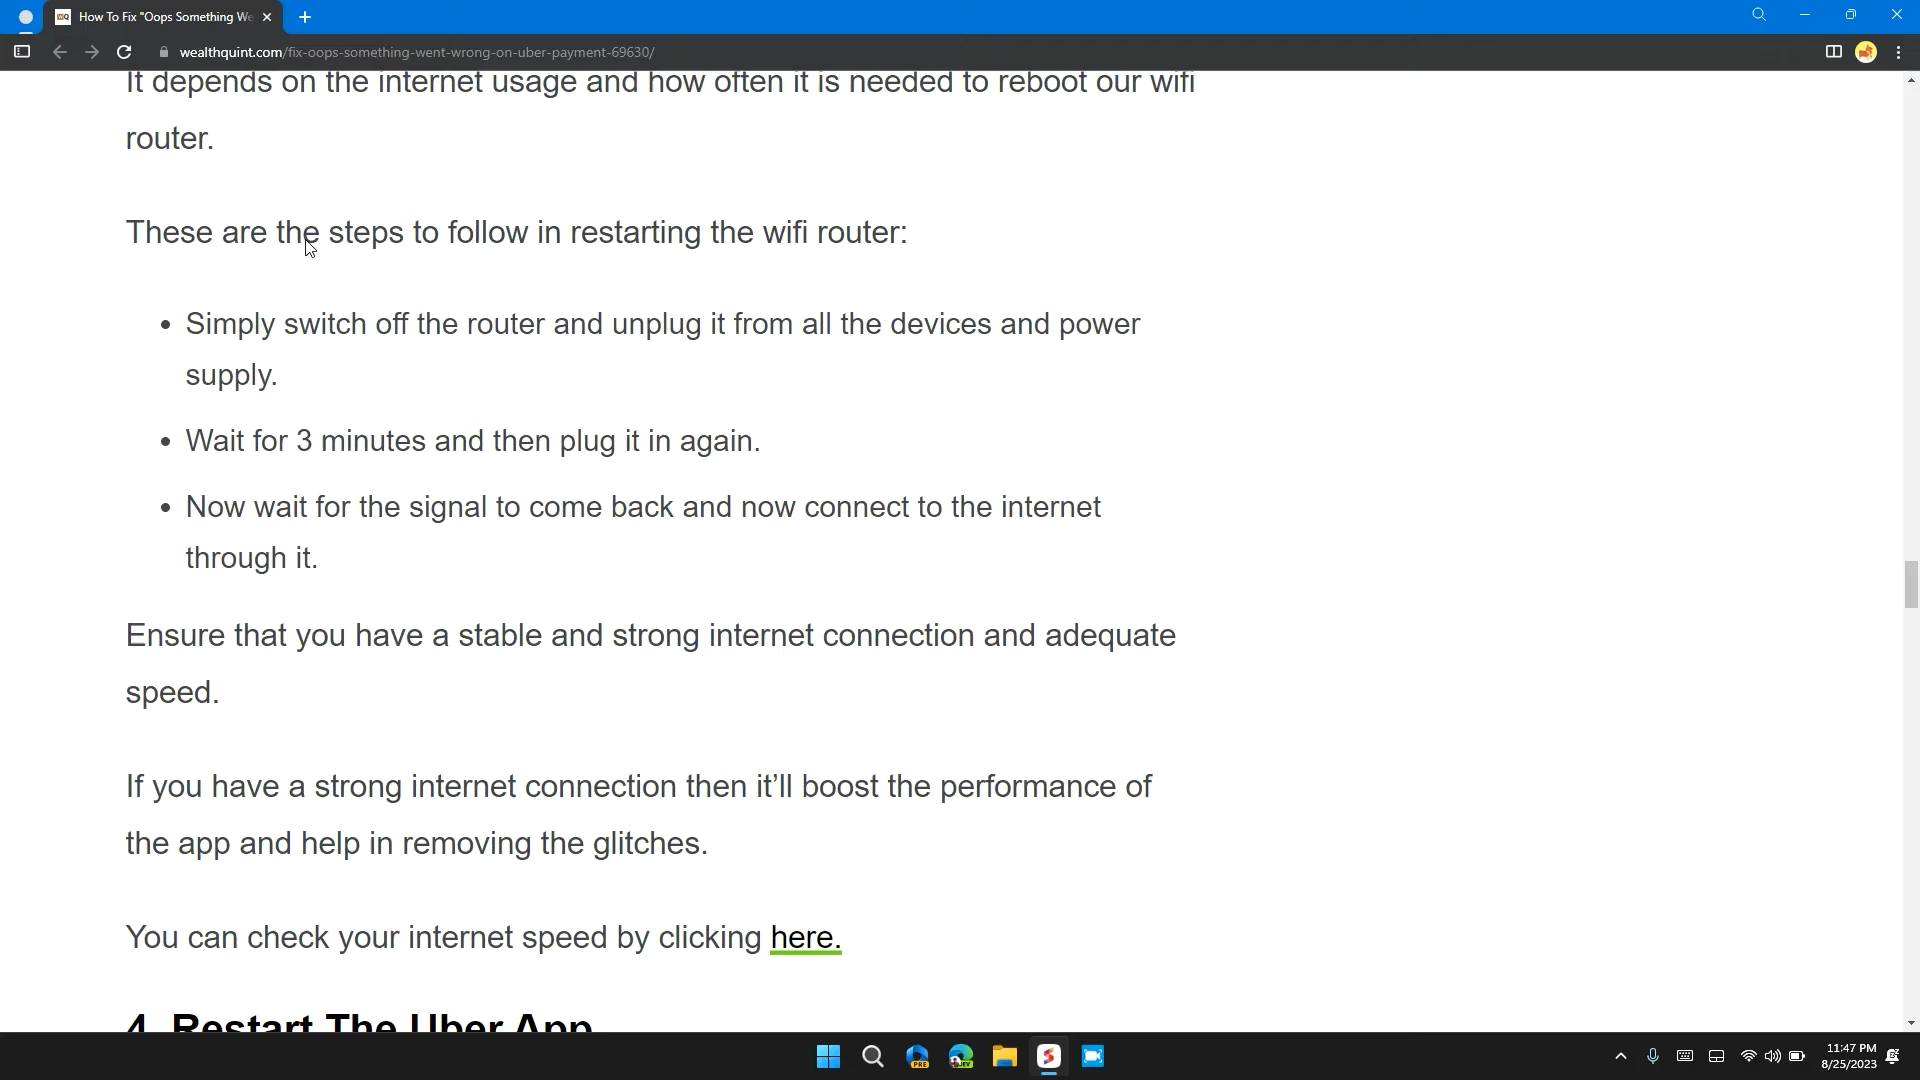 How To Fix "Oops Something We
wealthquint.com/fix-oops-something-went-wrong-on-uber-payment-69630/
It depends on the internet usage and how often it is needed to reboot our wifi
router.
These are the steps to follow in restarting the wifi router:
• Simply switch off the router and unplug it from all the devices and power
supply.
• Wait for 3 minutes and then plug it in again.
• Now wait for the signal to come back and now connect to the internet
through it.
Ensure that you have a stable and strong internet connection and adequate
speed.
If you have a strong internet connection then it’ll boost the performance of
the app and help in removing the glitches.
You can check your internet speed by clicking here.
4. Restart The Uber App
PRE
11:47 PM
8/25/2023